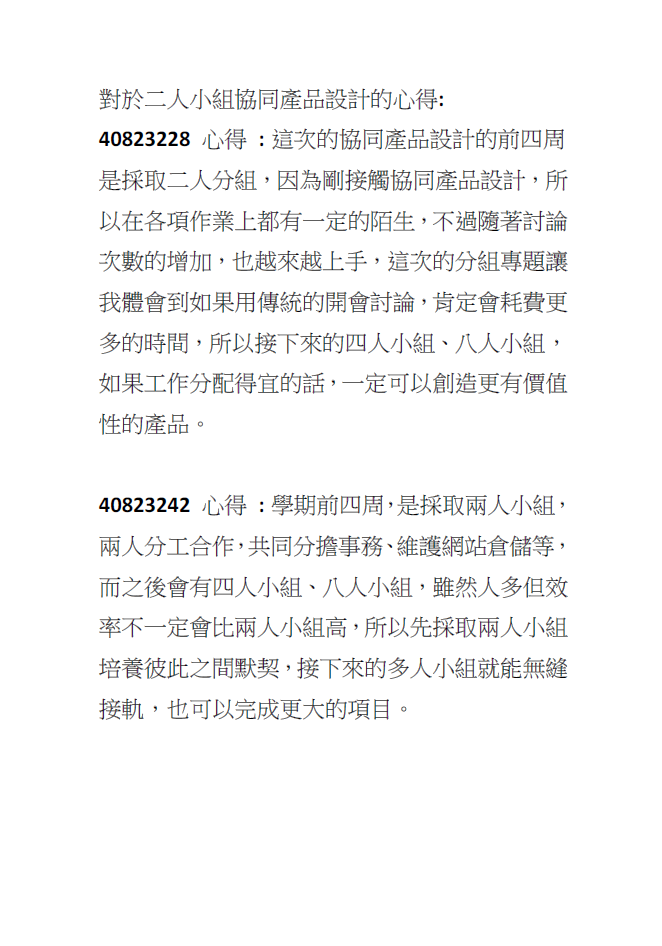 對於二人小組協同產品設計的心得:
40823228 心得 : 這次的協同產品設計的前四周
是採取二人分組，因為剛接觸協同產品設計，所
以在各項作業上都有一定的陌生，不過隨著討論
次數的增加，也越來越上手，這次的分組專題讓
我體會到如果用傳統的開會討論，肯定會耗費更
多的時間，所以接下來的四人小組、八人小組，
如果工作分配得宜的話，一定可以創造更有價值
性的產品。
40823242 心得 : 學期前四周，是採取兩人小組，
兩人分工合作，共同分擔事務、維護網站倉儲等，
而之後會有四人小組、八人小組，雖然人多但效
率不一定會比兩人小組高，所以先採取兩人小組
培養彼此之間默契，接下來的多人小組就能無縫
接軌，也可以完成更大的項目。